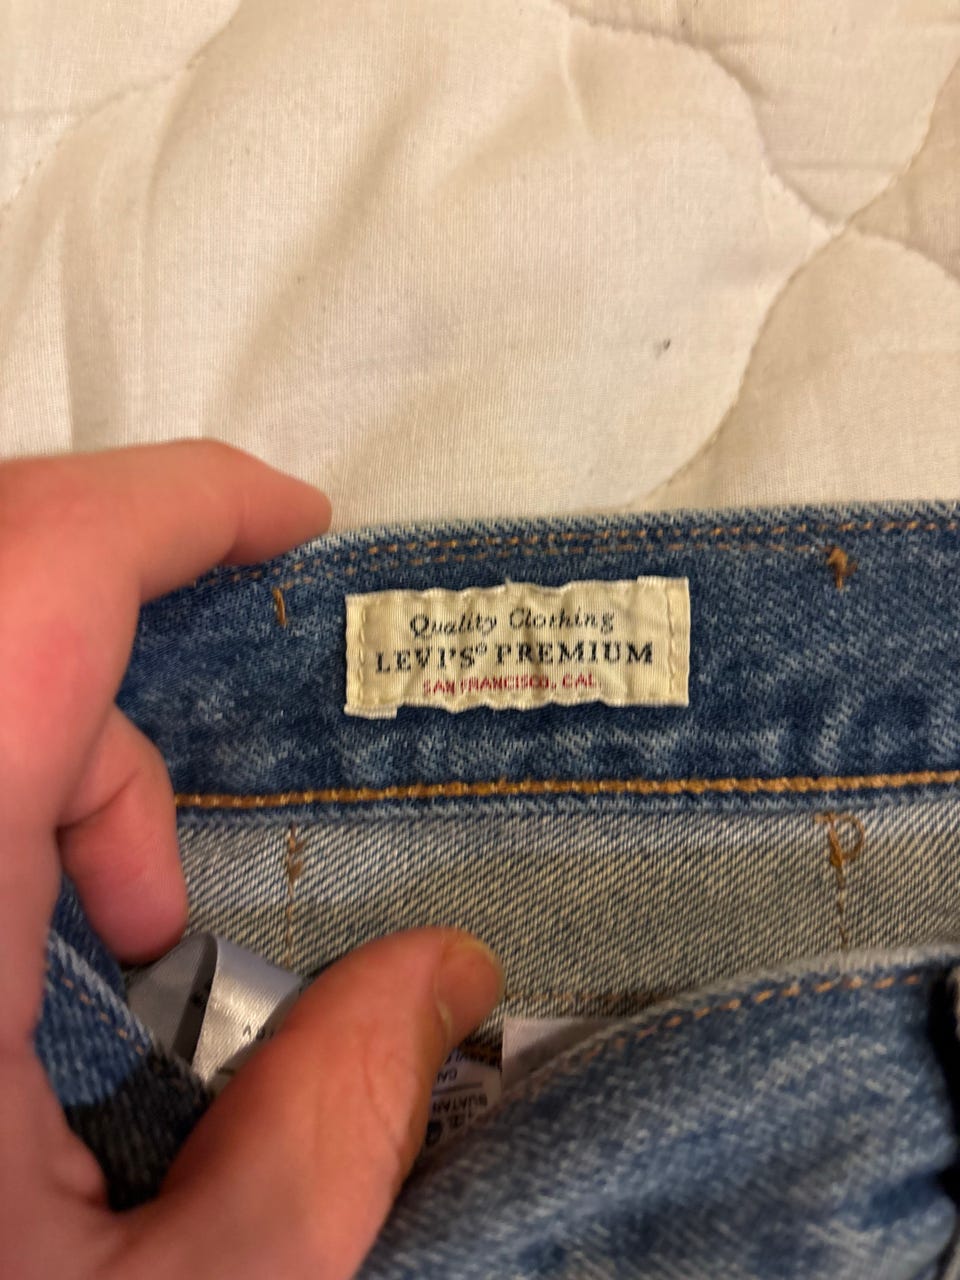 Quality Clothing
LEVI'S® PREMIUM
SAN FRANCISCO, CAL